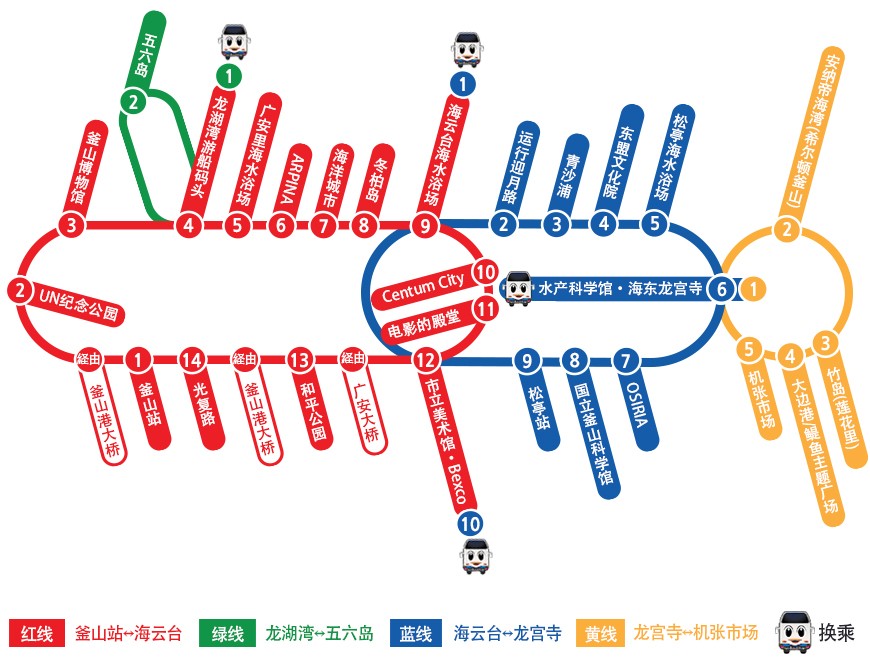 五六岛
2
1
龙湖湾游船码头
4
釜山博物馆
3
广安里海水浴场
5
ARPINA
6
海洋城市
7
冬柏岛
8
1
海云台海水浴场
9
运行迎月路
2
青沙浦
3
东盟文化院
4
松亭海水浴场
5
安纳帝海湾(希尔顿釜山)
2
2
UN纪念公园
Centum City
10
电影的殿堂
11
水产科学馆·海东龙宫寺
6
1
経由
釜山港大桥
1
釜山站
14
光复路
経由
釜山港大桥
13
和平公园
経由
广安大桥
12
市立美术馆·Bexco
10
9
松亭站
8
国立釜山科学馆
7
OSIRIA
5
机张市场
4
大边港/鳀鱼主题广场
3
竹岛(莲花里)
红线 釜山站↔海云台 绿线 龙湖湾↔五六岛 蓝线 海云台↔龙宫寺 黄线 龙宫寺↔机张市场 换乘